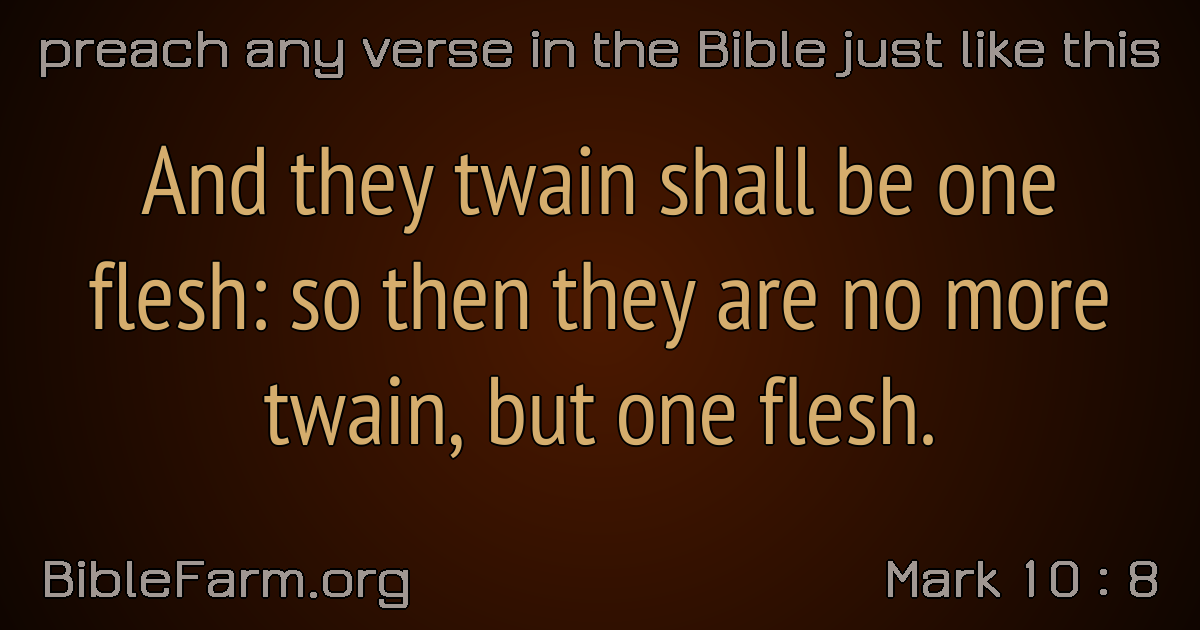 preach any verse in the Bible just like this
And they twain shall be one
flesh: so then they are no more
twain, but one flesh.
BibleFarm.org
Mark 10 : 8